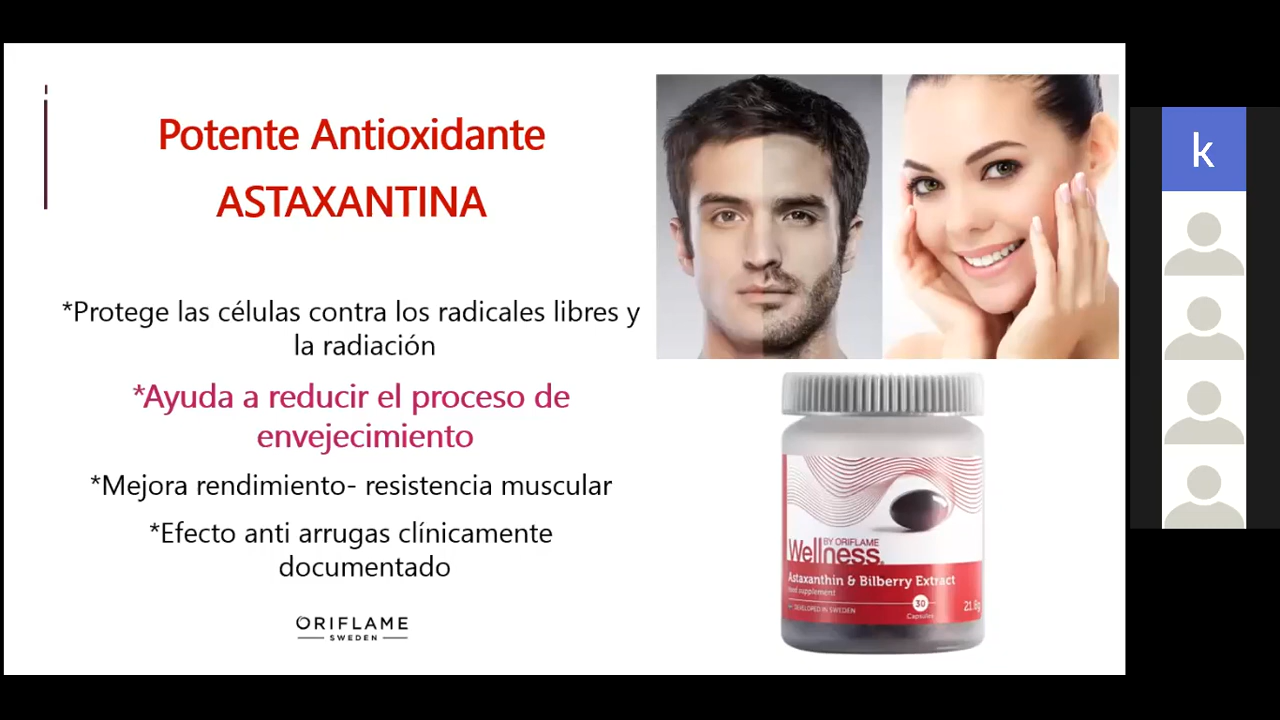 Potente Antioxidante
ASTAXANTINA
*Protege las células contra los radicales libres y
la radiación
*Ayuda a reducir el proceso de
envejecimiento
*Mejora rendimiento- resistencia muscular
*Efecto anti arrugas clínicamente
documentado
ORIFLAME
SWEDEN
Wellness
BY ORIFLAME
Astaxanthin & Bilberry Extract
Food supplement
DEVELOPED IN SWEDEN
30
Capsules
21.8g
k